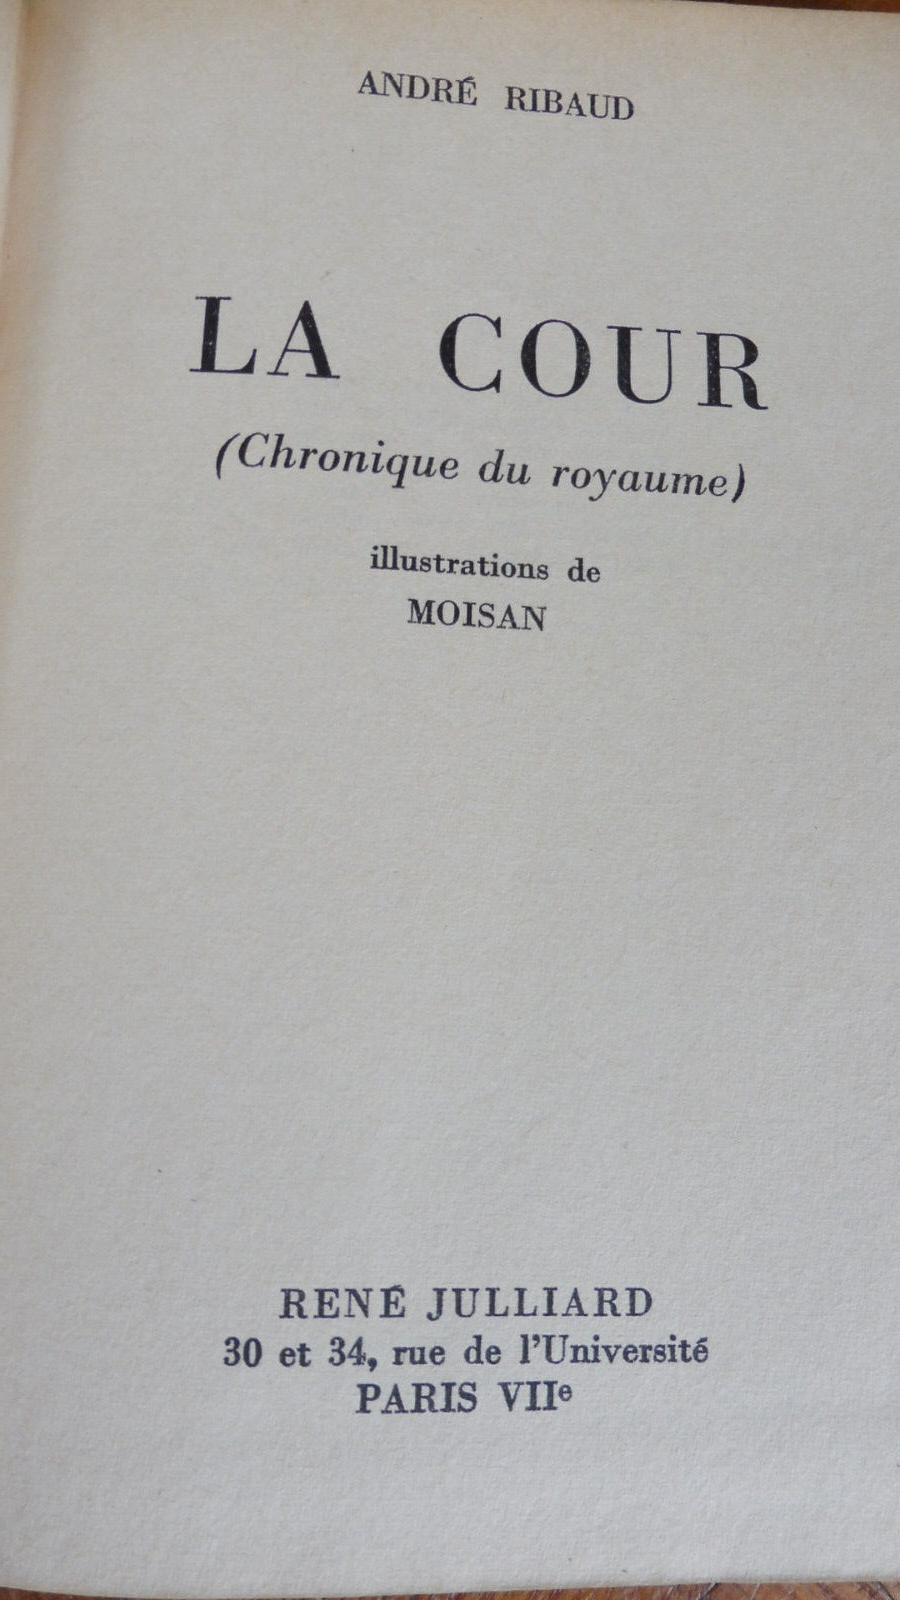 ANDRÉ RIBAUD
LA COUR
(Chronique du royaume)
illustrations de
MOISAN
RENÉ JULLIARD
30 et 34, rue de l'Université
PARIS VIIe